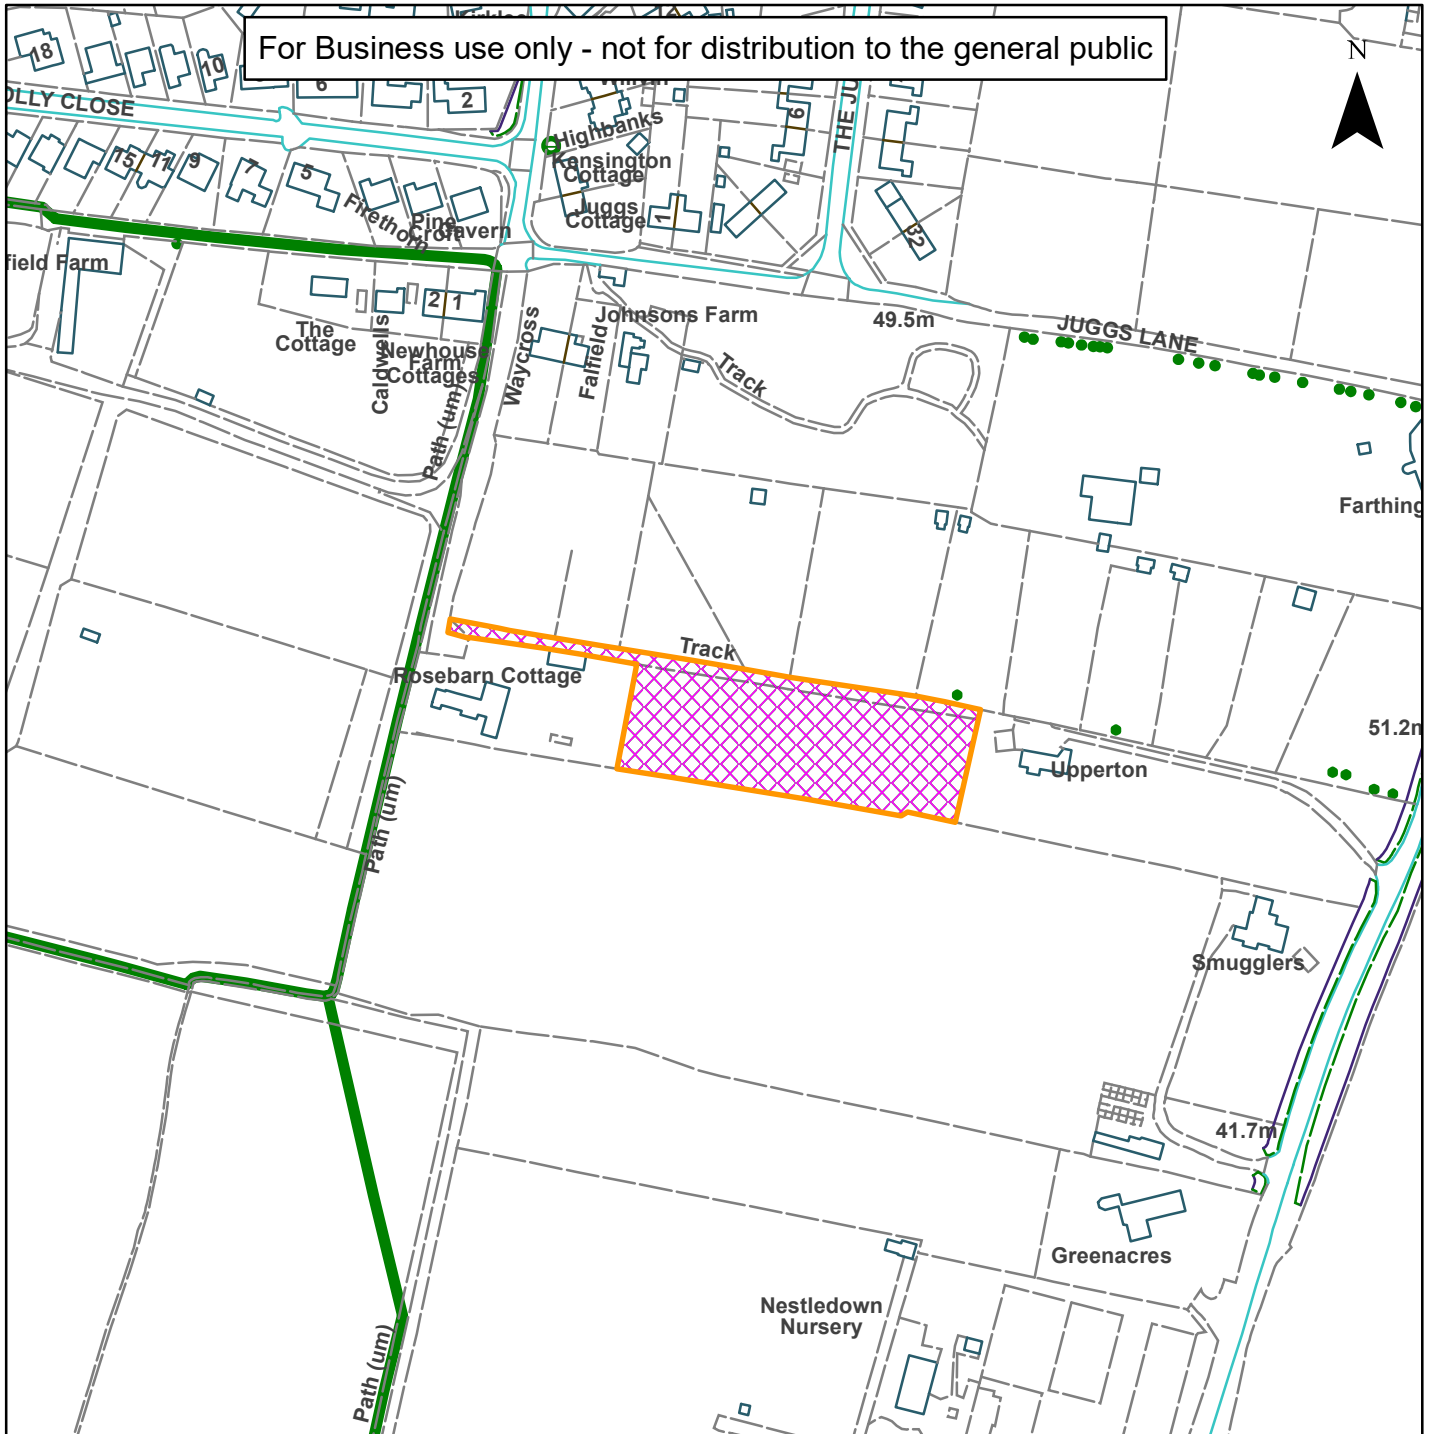 For Business use only - not for distribution to the general public
N
18
10
6
2
OLLY CLOSE
15
11
9
7
5
Highbanks
Kensington
Cottage
Juggs
Cottage
1
6
THE JU
32
Firethorn
Pine
Croft
Tavern
field Farm
The
Cottage
Caldwells
2
1
Newhouse
Farm
Cottages
Waycross
Falfield
Johnsons Farm
Track
49.5m
JUGGS LANE
Path (um)
Farthing
Track
Rosebarn Cottage
51.2m
Upperton
Path (um)
Smugglers
41.7m
Greenacres
Nestledown
Nursery
Path (um)